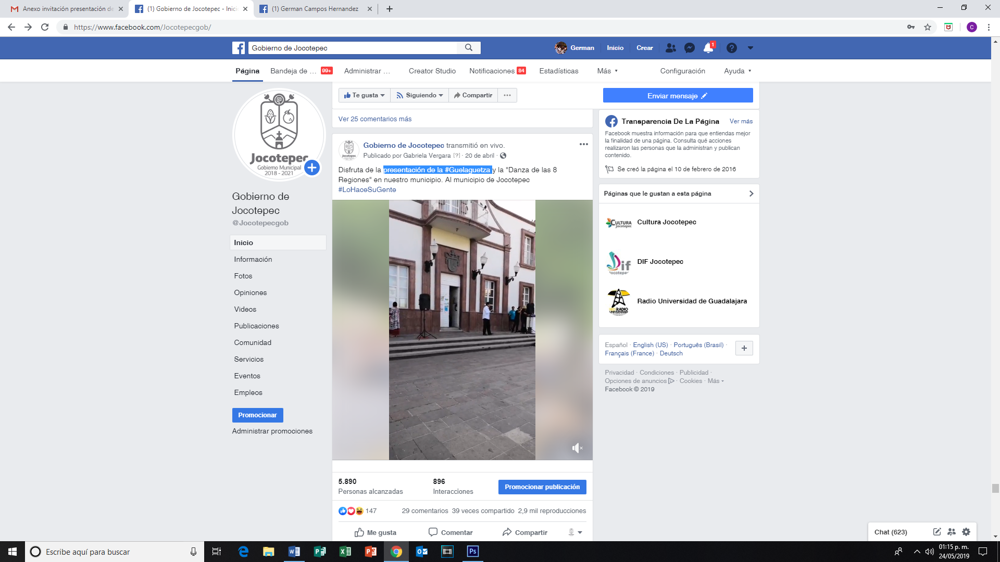 Anexo invitación presentación de
(1) Gobierno de Jocotepec - Inici
(1) German Campos Hernandez
https://www.facebook.com/Jocotepecgob/
C
Gobierno de Jocotepec
German
Inicio
Crear
1
Página
Bandeja de ...
99+
Administrar ...
Creator Studio
Notificaciones 84
Estadísticas
Más
Configuración
Ayuda
Jocotepec
Gobierno Municipal
2018 - 2021
Gobierno de
Jocotepec
@Jocotepecgob
Inicio
Información
Fotos
Opiniones
Videos
Publicaciones
Comunidad
Servicios
Eventos
Empleos
Promocionar
Administrar promociones
Te gusta
Siguiendo
Compartir
Enviar mensaje
Ver 25 comentarios más
Jocotepec
Gobierno de Jocotepec transmitió en vivo.
Publicado por Gabriela Vergara [?] · 20 de abril ·
Disfruta de la presentación de la #Guelaguetza y la "Danza de las 8
Regiones" en nuestro municipio. Al municipio de Jocotepec
#LoHaceSuGente
5.890
Personas alcanzadas
896
Interacciones
Promocionar publicación
147
29 comentarios 39 veces compartido 2,9 mil reproducciones
Me gusta
Comentar
Compartir
Transparencia De La Página
Ver más
Facebook muestra información para que entiendas mejor
la finalidad de una página. Consulta qué acciones
realizaron las personas que la administran y publican
contenido.
Se creó la página el 10 de febrero de 2016
Páginas que le gustan a esta página
CULTURA
Jocotepec
Cultura Jocotepec
Dif
Jocotepec
DIF Jocotepec
RADIO
UNIVERSIDAD
Radio Universidad de Guadalajara
Español · English (US) · Português (Brasil) ·
Français (France) · Deutsch
Privacidad · Condiciones · Publicidad ·
Opciones de anuncios · Cookies · Más
Facebook © 2019
Chat (623)
Escribe aquí para buscar
01:15 p. m.
24/05/2019